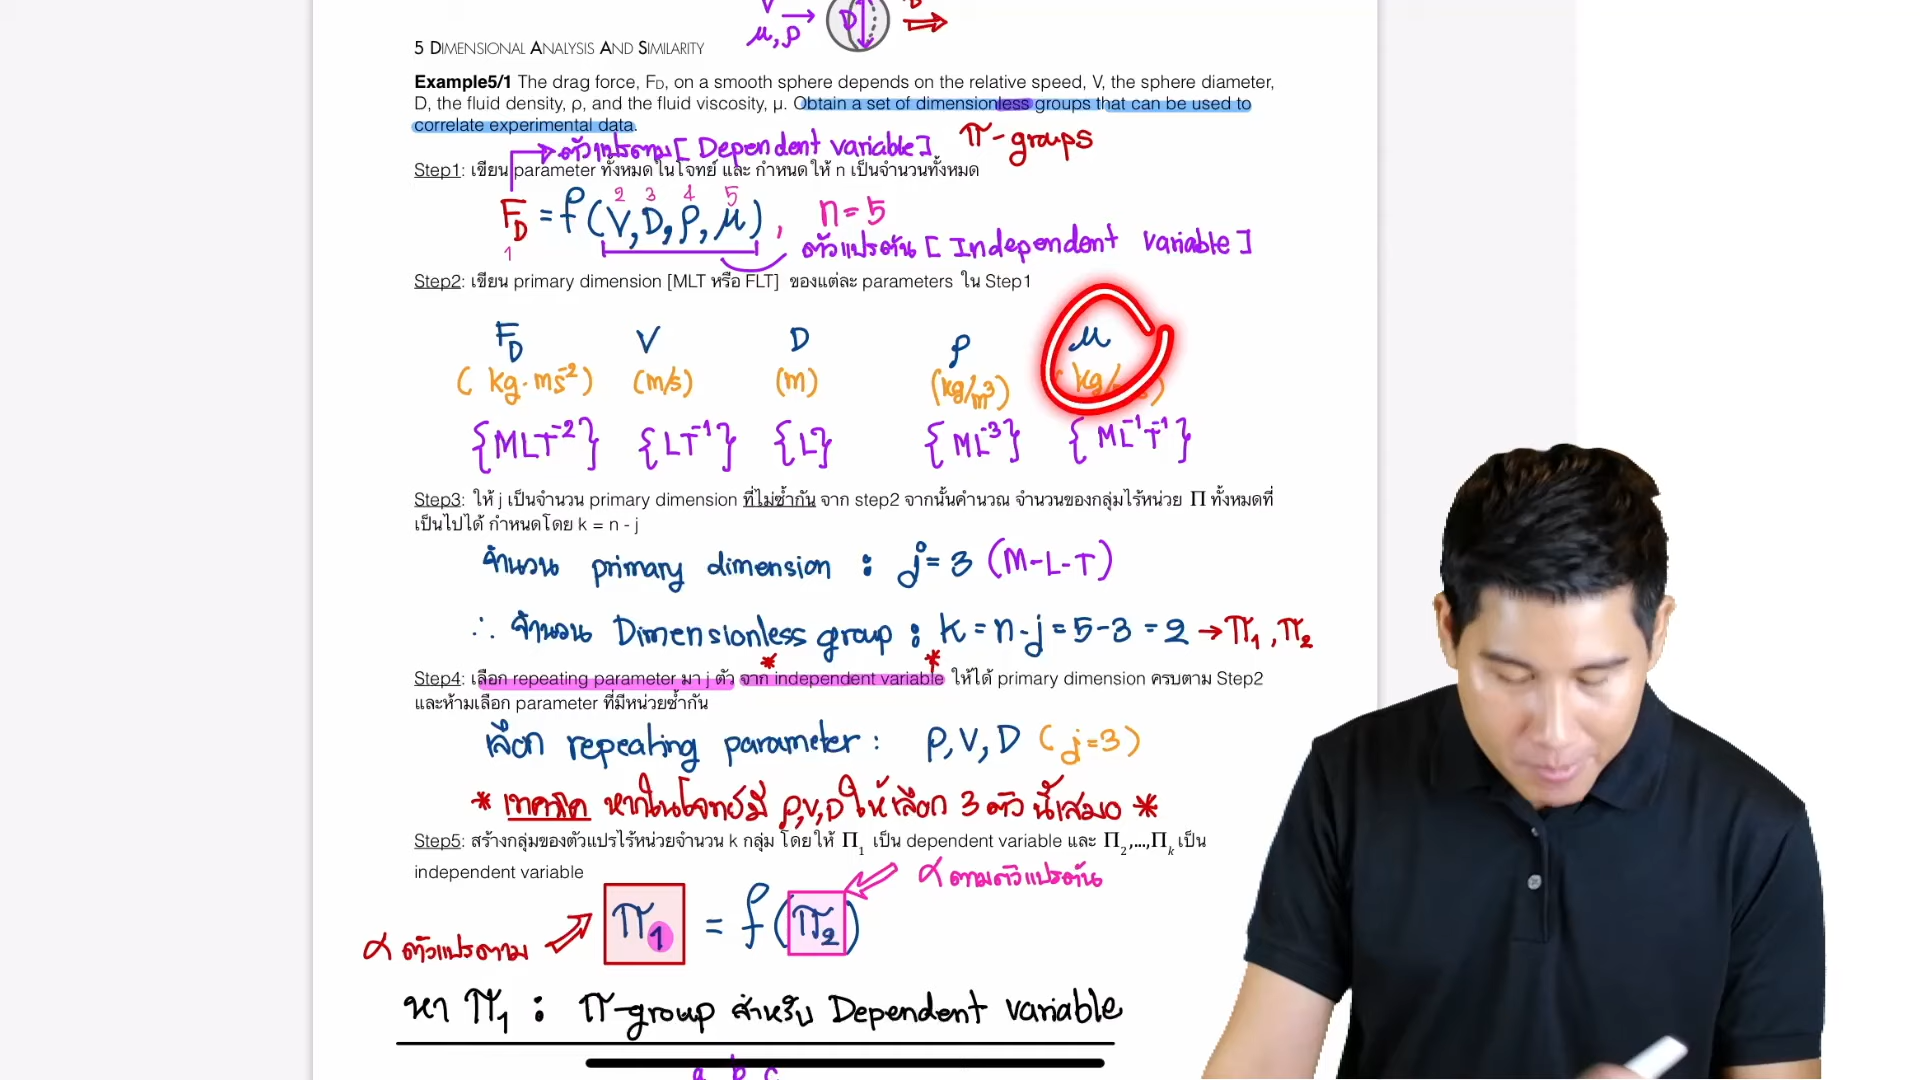 V
μ, ρ → D
5 DIMENSIONAL ANALYSIS AND SIMILARITY
Example5/1 The drag force, F_D, on a smooth sphere depends on the relative speed, V, the sphere diameter,
D, the fluid density, ρ, and the fluid viscosity, μ. Obtain a set of dimensionless groups that can be used to
correlate experimental data.
ตัวแปรตาม [ Dependent variable ] π-groups
Step1: เขียน parameter ทั้งหมดในโจทย์ และ กำหนดให้ n เป็นจำนวนทั้งหมด
2 3 4 5
F_D = f(V, D, ρ, μ), n = 5
1
ตัวแปรต้น [ Independent variable ]
Step2: เขียน primary dimension [MLT หรือ FLT] ของแต่ละ parameters ใน Step1
F_D V D ρ μ
( kg·ms⁻²) (m/s) (m) (kg/m³) ( kg/
{MLT⁻²} {LT⁻¹} {L} {ML⁻³} {ML⁻¹T⁻¹}
Step3: ให้ j เป็นจำนวน primary dimension ที่ไม่ซ้ำกัน จาก step2 จากนั้นคำนวณ จำนวนของกลุ่มไร้หน่วย Π ทั้งหมดที่
เป็นไปได้ กำหนดโดย k = n - j
จำนวน primary dimension : j = 3 (M-L-T)
∴ จำนวน Dimensionless group : k = n - j = 5 - 3 = 2 → π₁, π₂
* *
Step4: เลือก repeating parameter มา j ตัว จาก independent variable ให้ได้ primary dimension ครบตาม Step2
และห้ามเลือก parameter ที่มีหน่วยซ้ำกัน
เลือก repeating parameter : ρ, V, D ( j = 3 )
* เทคนิค หากในโจทย์มี ρ, V, D ให้เลือก 3 ตัวนี้เสมอ *
Step5: สร้างกลุ่มของตัวแปรไร้หน่วยจำนวน k กลุ่ม โดยให้ Π₁ เป็น dependent variable และ Π₂,...,Π_k เป็น
independent variable
α ตามตัวแปรต้น
π₁ = f(π₂)
α ตัวแปรตาม
หา π₁ : π-group สำหรับ Dependent variable
a b c